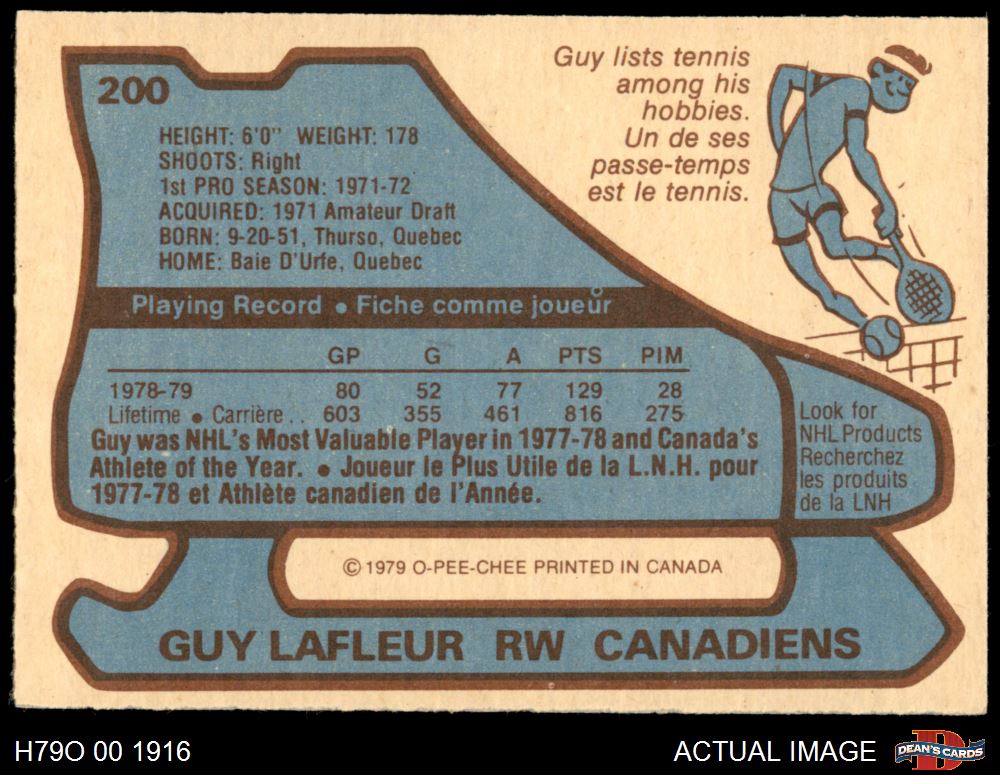 200
HEIGHT: 6'0" WEIGHT: 178
SHOOTS: Right
1st PRO SEASON: 1971-72
ACQUIRED: 1971 Amateur Draft
BORN: 9-20-51, Thurso, Quebec
HOME: Baie D'Urfe, Quebec
Guy lists tennis
among his
hobbies.
Un de ses
passe-temps
est le tennis.
Playing Record • Fiche comme joueur
GP G A PTS PIM
1978-79 80 52 77 129 28
Lifetime • Carrière .. 603 355 461 816 275
Guy was NHL's Most Valuable Player in 1977-78 and Canada's
Athlete of the Year. • Joueur le Plus Utile de la L.N.H. pour
1977-78 et Athlète canadien de l'Année.
Look for
NHL Products
Recherchez
les produits
de la LNH
© 1979 O-PEE-CHEE PRINTED IN CANADA
GUY LAFLEUR RW CANADIENS
H79O 00 1916
ACTUAL IMAGE
D
DEAN'S CARDS